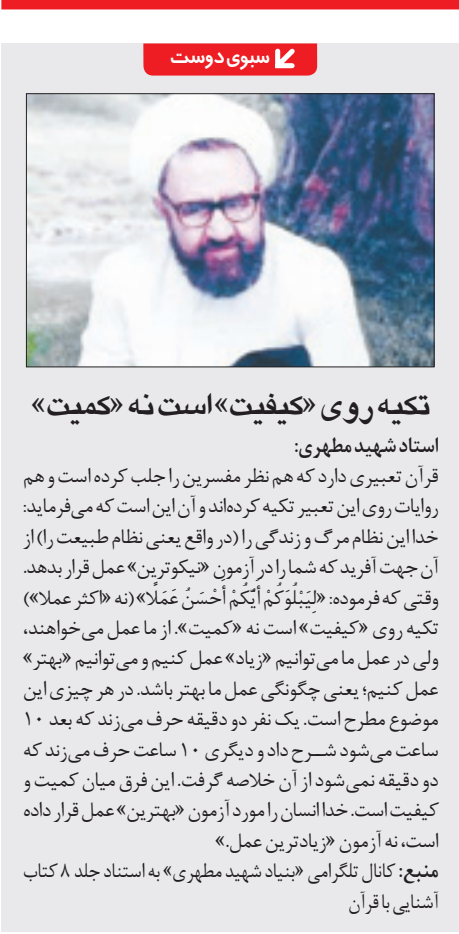 سبوی دوست
تکیه روی «کیفیت» است نه «کمیت»
استاد شهید مطهری:
قرآن تعبیری دارد که هم نظر مفسرین را جلب کرده است و هم
روایات روی این تعبیر تکیه کرده‌اند و آن این است که می‌فرماید:
خدا این نظام مرگ و زندگی را (در واقع یعنی نظام طبیعت را) از
آن جهت آفرید که شما را در آزمون «نیکوترین» عمل قرار بدهد.
وقتی که فرموده: «لِیَبْلُوَکُمْ أَیُّکُمْ أَحْسَنُ عَمَلًا» (نه «اکثر عملا»)
تکیه روی «کیفیت» است نه «کمیت». از ما عمل می‌خواهند،
ولی در عمل ما می‌توانیم «زیاد» عمل کنیم و می‌توانیم «بهتر»
عمل کنیم؛ یعنی چگونگی عمل ما بهتر باشد. در هر چیزی این
موضوع مطرح است. یک نفر دو دقیقه حرف می‌زند که بعد ۱۰
ساعت می‌شود شرح داد و دیگری ۱۰ ساعت حرف می‌زند که
دو دقیقه نمی‌شود از آن خلاصه گرفت. این فرق میان کمیت و
کیفیت است. خدا انسان را مورد آزمون «بهترین» عمل قرار داده
است، نه آزمون «زیادترین عمل.»
منبع: کانال تلگرامی «بنیاد شهید مطهری» به استناد جلد ۸ کتاب
آشنایی با قرآن